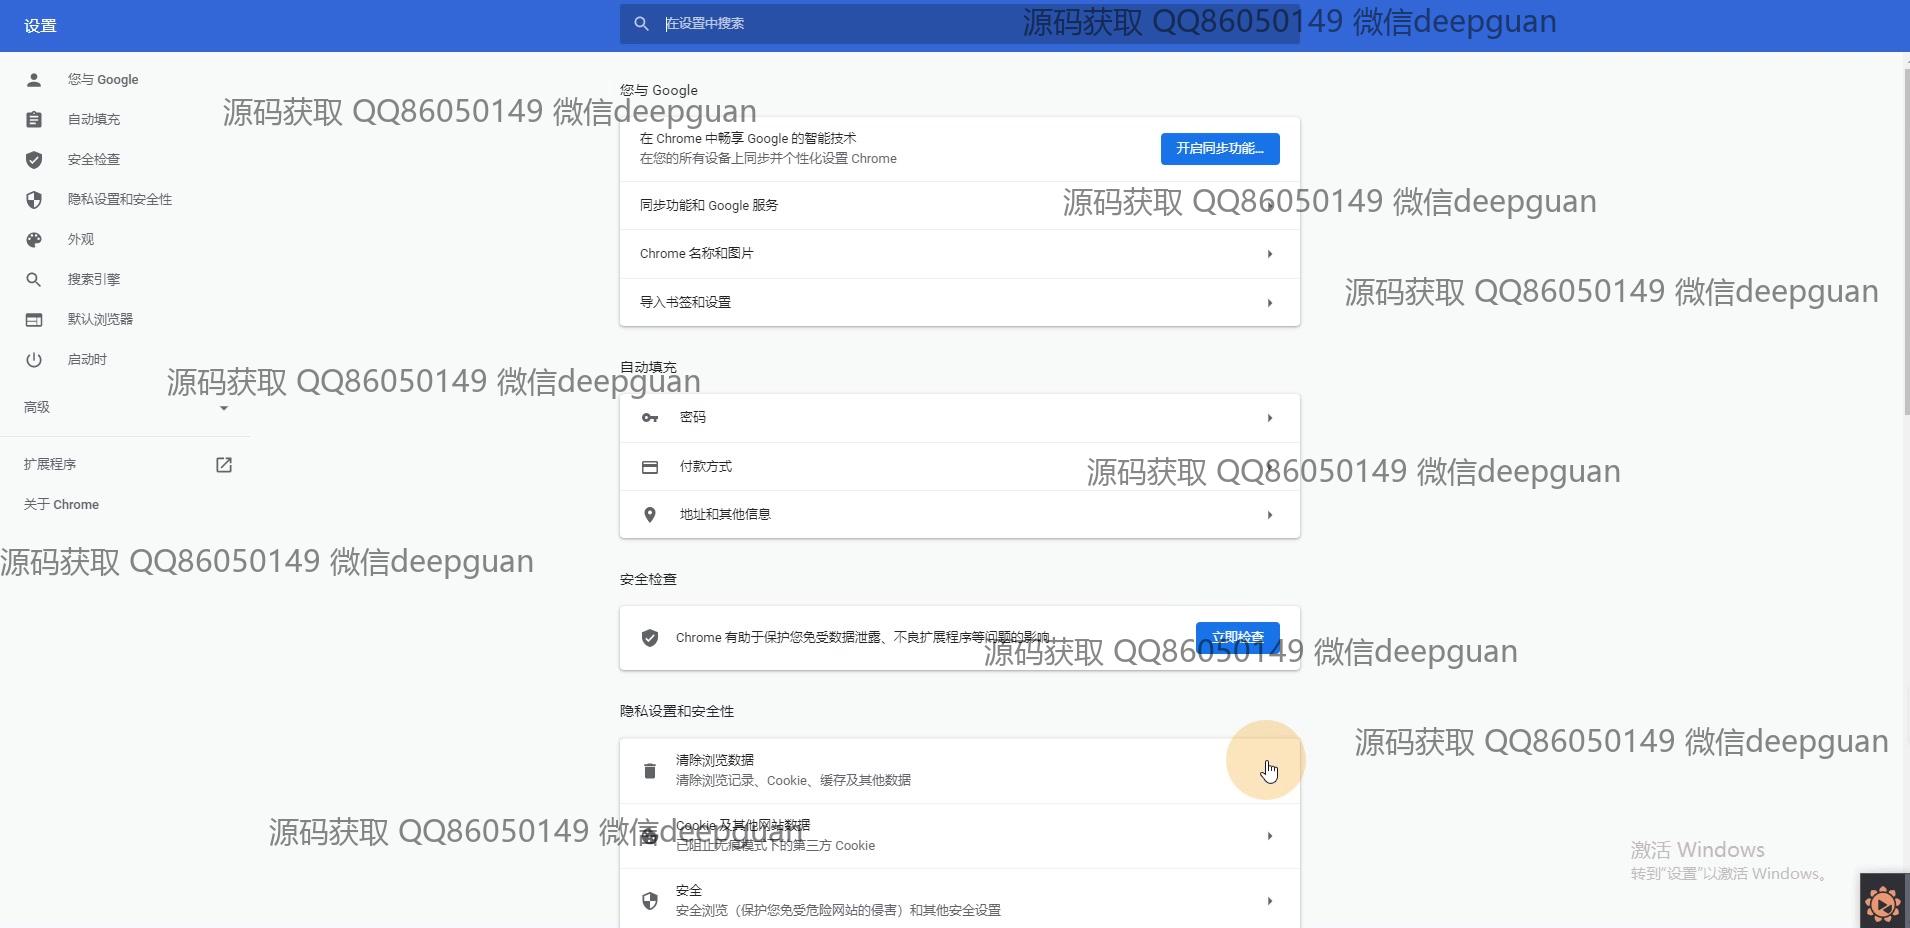 设置
在设置中搜索
源码获取 QQ86050149 微信deepguan
您与 Google
自动填充
安全检查
隐私设置和安全性
外观
搜索引擎
默认浏览器
启动时
高级
扩展程序
关于 Chrome
您与 Google
源码获取 QQ86050149 微信deepguan
在 Chrome 中畅享 Google 的智能技术
在您的所有设备上同步并个性化设置 Chrome
开启同步功能...
同步功能和 Google 服务
源码获取 QQ86050149 微信deepguan
Chrome 名称和图片
源码获取 QQ86050149 微信deepguan
导入书签和设置
自动填充
源码获取 QQ86050149 微信deepguan
密码
付款方式
源码获取 QQ86050149 微信deepguan
地址和其他信息
源码获取 QQ86050149 微信deepguan
安全检查
Chrome 有助于保护您免受数据泄露、不良扩展程序等问题的影响
立即检查
源码获取 QQ86050149 微信deepguan
隐私设置和安全性
源码获取 QQ86050149 微信deepguan
清除浏览数据
清除浏览记录、Cookie、缓存及其他数据
源码获取 QQ86050149 微信deepguan
Cookie 及其他网站数据
已阻止无痕模式下的第三方 Cookie
安全
安全浏览（保护您免受危险网站的侵害）和其他安全设置
激活 Windows
转到“设置”以激活 Windows。